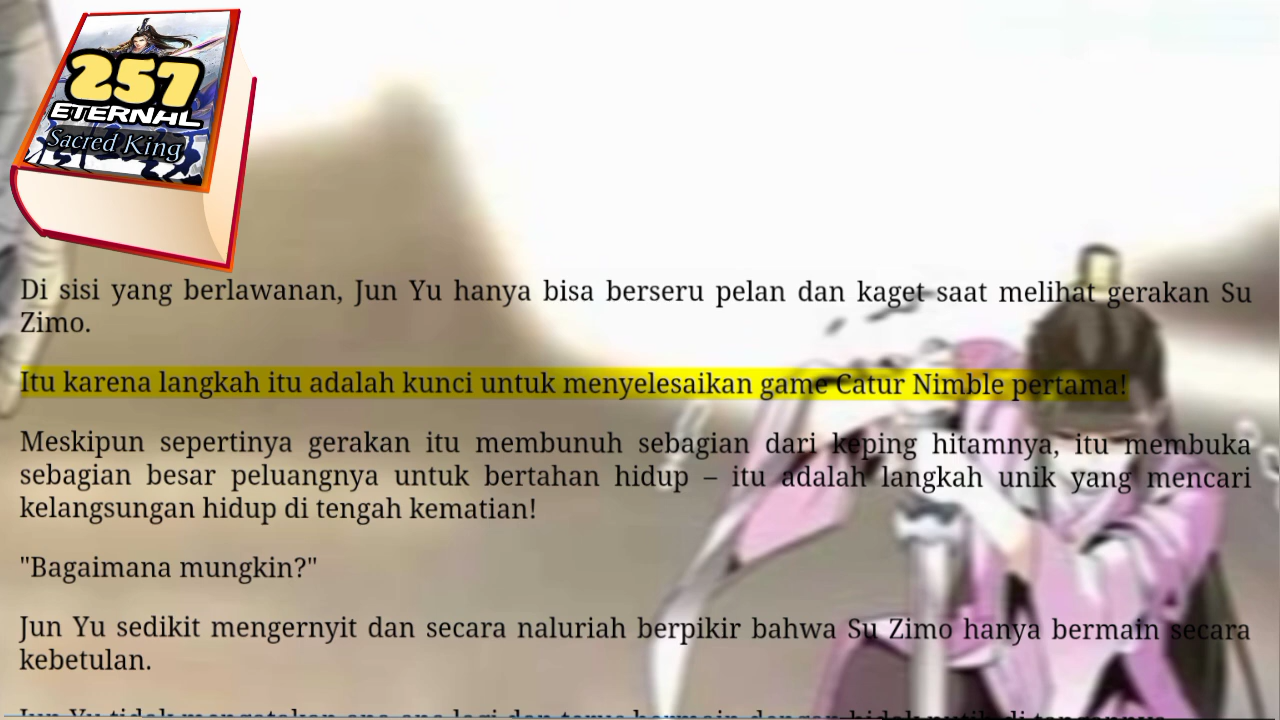 257
ETERNAL
Sacred King
Di sisi yang berlawanan, Jun Yu hanya bisa berseru pelan dan kaget saat melihat gerakan Su
Zimo.
Itu karena langkah itu adalah kunci untuk menyelesaikan game Catur Nimble pertama!
Meskipun sepertinya gerakan itu membunuh sebagian dari keping hitamnya, itu membuka
sebagian besar peluangnya untuk bertahan hidup – itu adalah langkah unik yang mencari
kelangsungan hidup di tengah kematian!
"Bagaimana mungkin?"
Jun Yu sedikit mengernyit dan secara naluriah berpikir bahwa Su Zimo hanya bermain secara
kebetulan.